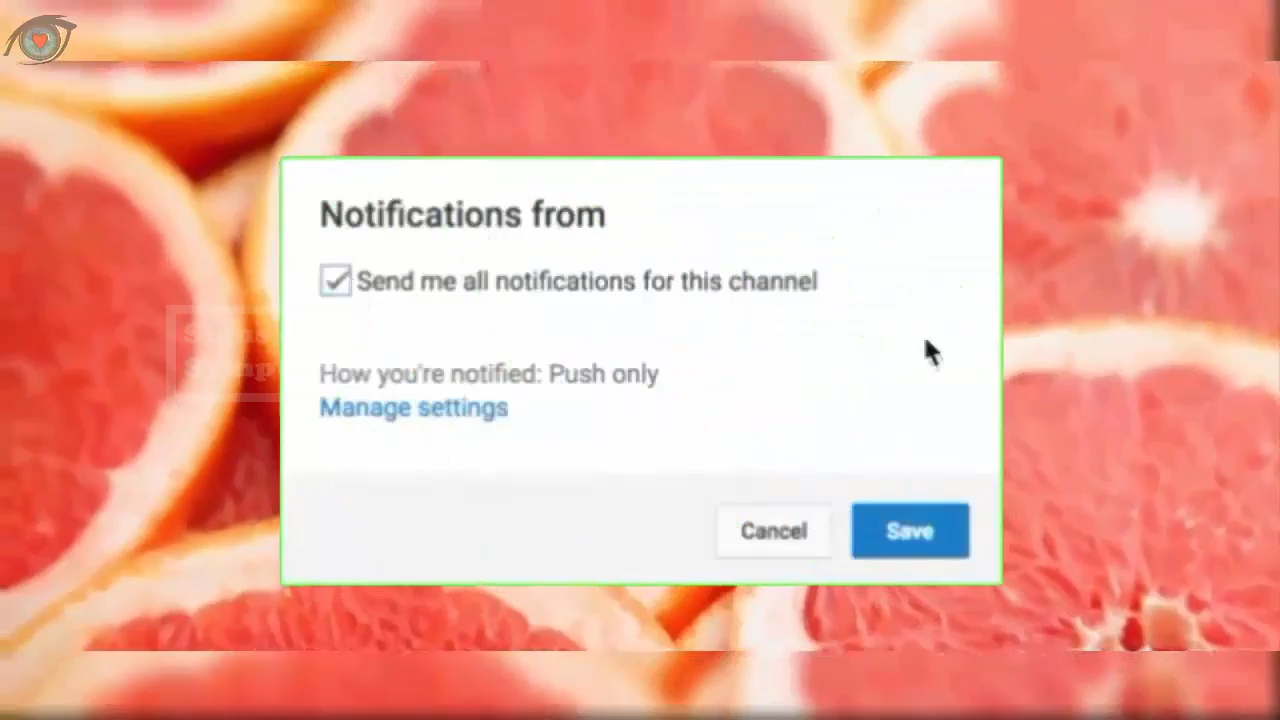 Notifications from
Send me all notifications for this channel
How you're notified: Push only
Manage settings
Cancel
Save